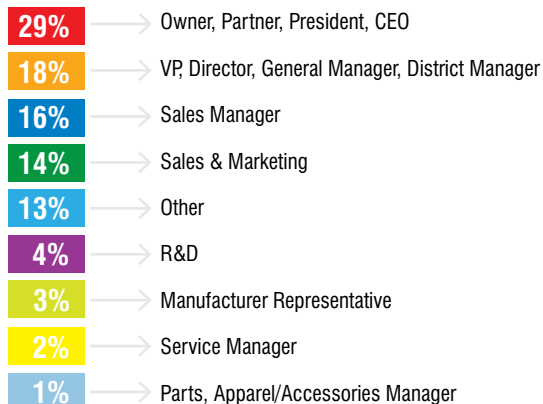 29% Owner, Partner, President, CEO
18% VP, Director, General Manager, District Manager
16% Sales Manager
14% Sales & Marketing
13% Other
4% R&D
3% Manufacturer Representative
2% Service Manager
1% Parts, Apparel/Accessories Manager